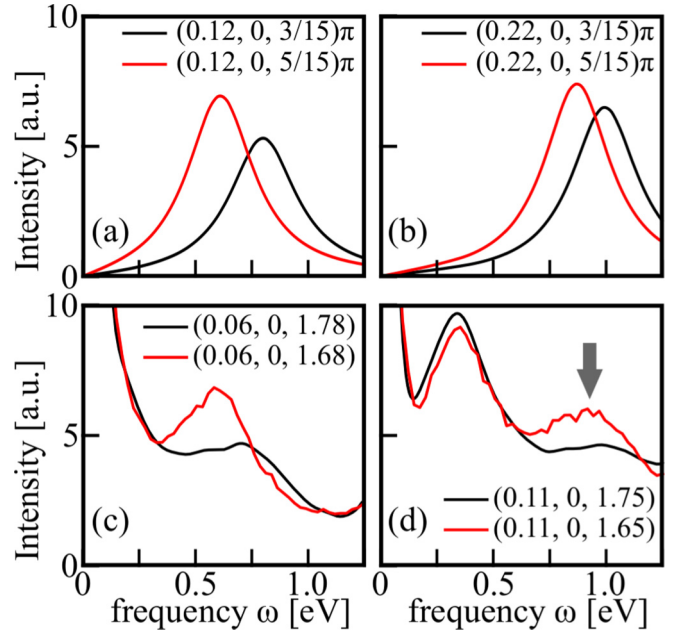 10
(0.12, 0, 3/15)π
(0.12, 0, 5/15)π
5
Intensity [a.u.]
(a)
0
(0.22, 0, 3/15)π
(0.22, 0, 5/15)π
(b)
10
(0.06, 0, 1.78)
(0.06, 0, 1.68)
5
Intensity [a.u.]
(c)
0
0
0.5
1.0
frequency ω [eV]
(d)
(0.11, 0, 1.75)
(0.11, 0, 1.65)
0
0.5
1.0
frequency ω [eV]